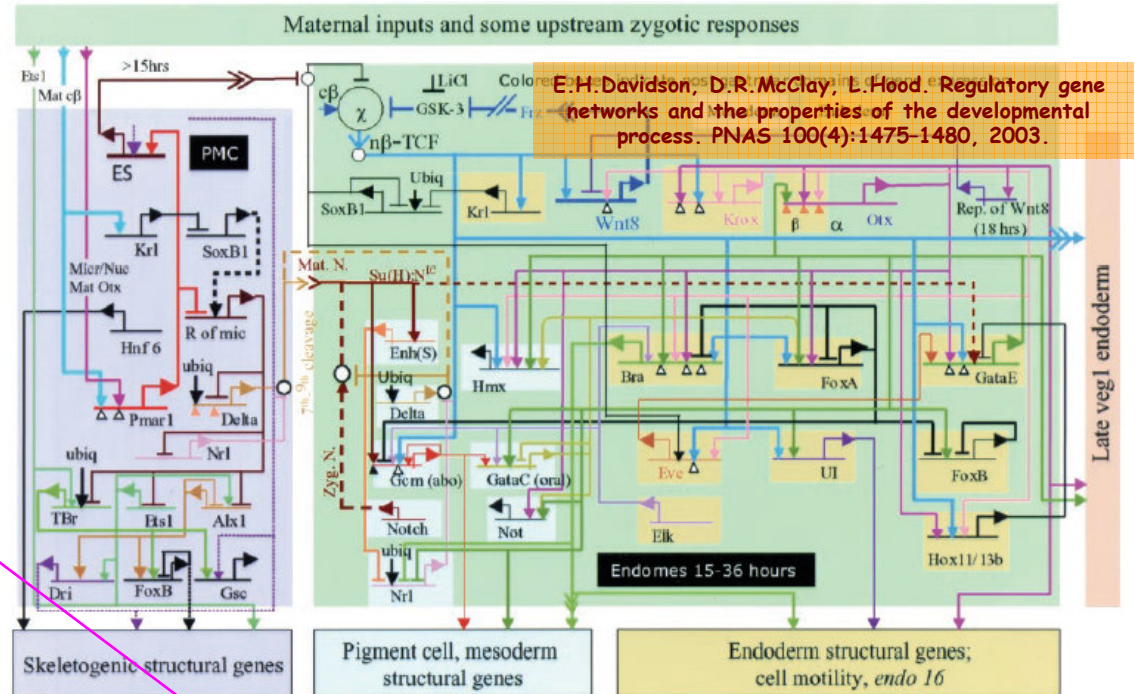 Maternal inputs and some upstream zygotic responses
Ets1
Mat cβ
>15hrs
LiCl
cβ
χ
GSK-3
Frz
E.H.Davidson, D.R.McClay, L.Hood. Regulatory gene
networks and the properties of the developmental
process. PNAS 100(4):1475-1480, 2003.
nβ-TCF
PMC
ES
Ubiq
SoxB1
Krl
Wnt8
Krox
β
α
Otx
Rep. of Wnt8
(18 hrs)
Krl
SoxB1
Micr/Nuc
Mat Otx
Mat. N.
Su(H):N
R of mic
Hnf 6
7th_9th cleavage
Enh(S)
Hmx
Bra
FoxA
GataE
ubiq
Ubiq
Pmar1
Delta
Delta
Nrl
Zyg. N.
Gcm (abo)
GataC (oral)
Eve
UI
FoxB
Late veg1 endoderm
ubiq
TBr
Ets1
Alx1
Notch
Not
Elk
Hox11/13b
ubiq
Endomes 15-36 hours
Dri
FoxB
Gsc
Nrl
Skeletogenic structural genes
Pigment cell, mesoderm
structural genes
Endoderm structural genes;
cell motility, endo 16